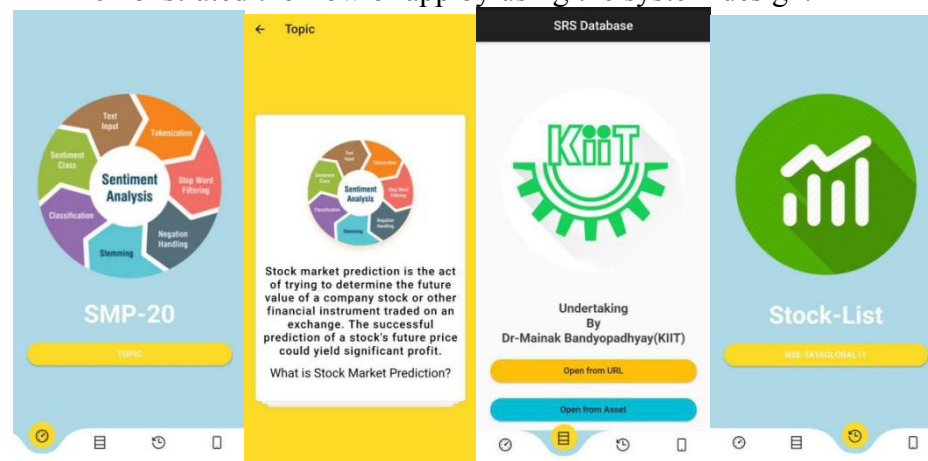 Text
Input
Tokenization
Sentiment
Class
Stop Word
Filtering
Sentiment
Analysis
Classification
Negation
Handling
Stemming
SMP-20
TOPIC
Topic
Sentiment
Analysis
Stock market prediction is the act
of trying to determine the future
value of a company stock or other
financial instrument traded on an
exchange. The successful
prediction of a stock's future price
could yield significant profit.
What is Stock Market Prediction?
SRS Database
KiiT
Undertaking
By
Dr-Mainak Bandyopadhyay(KIIT)
Open from URL
Open from Asset
Stock-List
NSE-TATAGLOBAL11